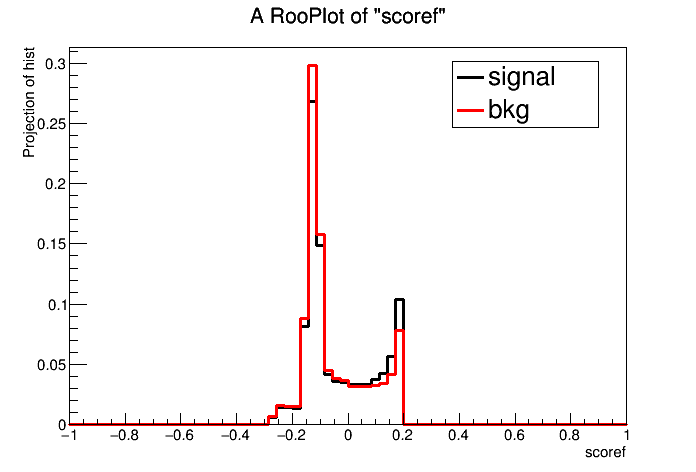 A RooPlot of "scoref"
Projection of hist
signal
bkg
0.3
0.25
0.2
0.15
0.1
0.05
0
−1 −0.8 −0.6 −0.4 −0.2 0 0.2 0.4 0.6 0.8 1
scoref